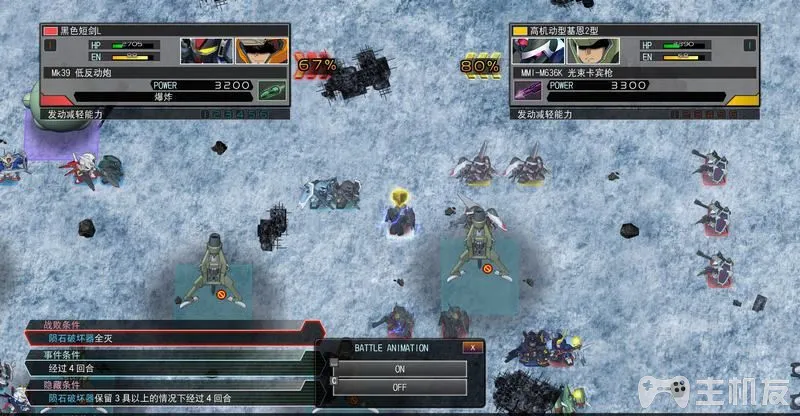 黑色短剑L
HP 2705
EN
Mk39 低反动炮
POWER 3200
爆炸
发动减轻能力
123456
67%
高机动型基恩2型
EN
MMI-M636K 光束卡宾枪
POWER 3300
发动减轻能力
80%
战败条件
陨石破坏器全灭
事件条件
经过4回合
隐藏条件
陨石破坏器保留3具以上的情况下经过4回合
BATTLE ANIMATION X
ON
C OFF
主机友